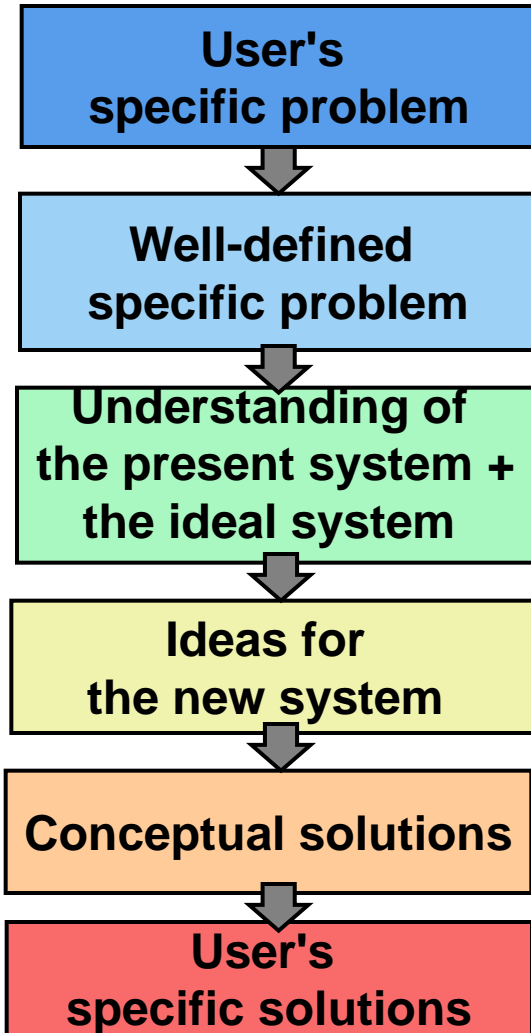 User's
specific problem
Well-defined
specific problem
Understanding of
the present system +
the ideal system
Ideas for
the new system
Conceptual solutions
User's
specific solutions